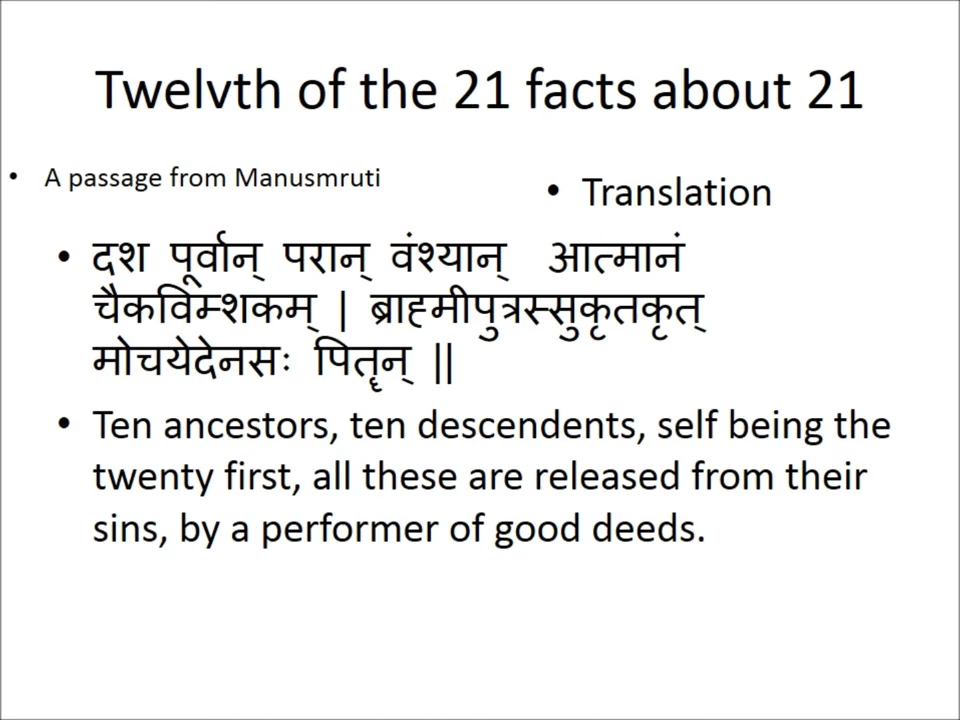 Twelvth of the 21 facts about 21
• A passage from Manusmruti
• Translation
• दश पूर्वान् परान् वंश्यान् आत्मानं
चैकविम्शकम् | ब्राह्मीपुत्रस्सुकृतकृत्
मोचयेदेनसः पितॄन् ||
• Ten ancestors, ten descendents, self being the
twenty first, all these are released from their
sins, by a performer of good deeds.